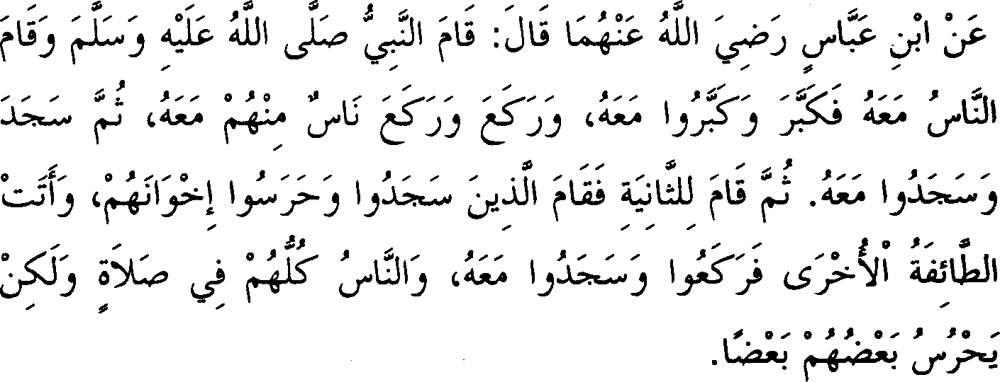 عَنْ ابْنِ عَبَّاسٍ رَضِيَ اللَّهُ عَنْهُمَا قَالَ: قَامَ النَّبِيُّ صَلَّى اللَّهُ عَلَيْهِ وَسَلَّمَ وَقَامَ
النَّاسُ مَعَهُ فَكَبَّرَ وَكَبَّرُوا مَعَهُ، وَرَكَعَ وَرَكَعَ نَاسٌ مِنْهُمْ مَعَهُ، ثُمَّ سَجَدَ
وَسَجَدُوا مَعَهُ. ثُمَّ قَامَ لِلثَّانِيَةِ فَقَامَ الَّذِينَ سَجَدُوا وَحَرَسُوا إِخْوَانَهُمْ، وَأَتَتْ
الطَّائِفَةُ الْأُخْرَى فَرَكَعُوا وَسَجَدُوا مَعَهُ، وَالنَّاسُ كُلُّهُمْ فِي صَلاَةٍ وَلَكِنْ
يَحْرُسُ بَعْضُهُمْ بَعْضًا.